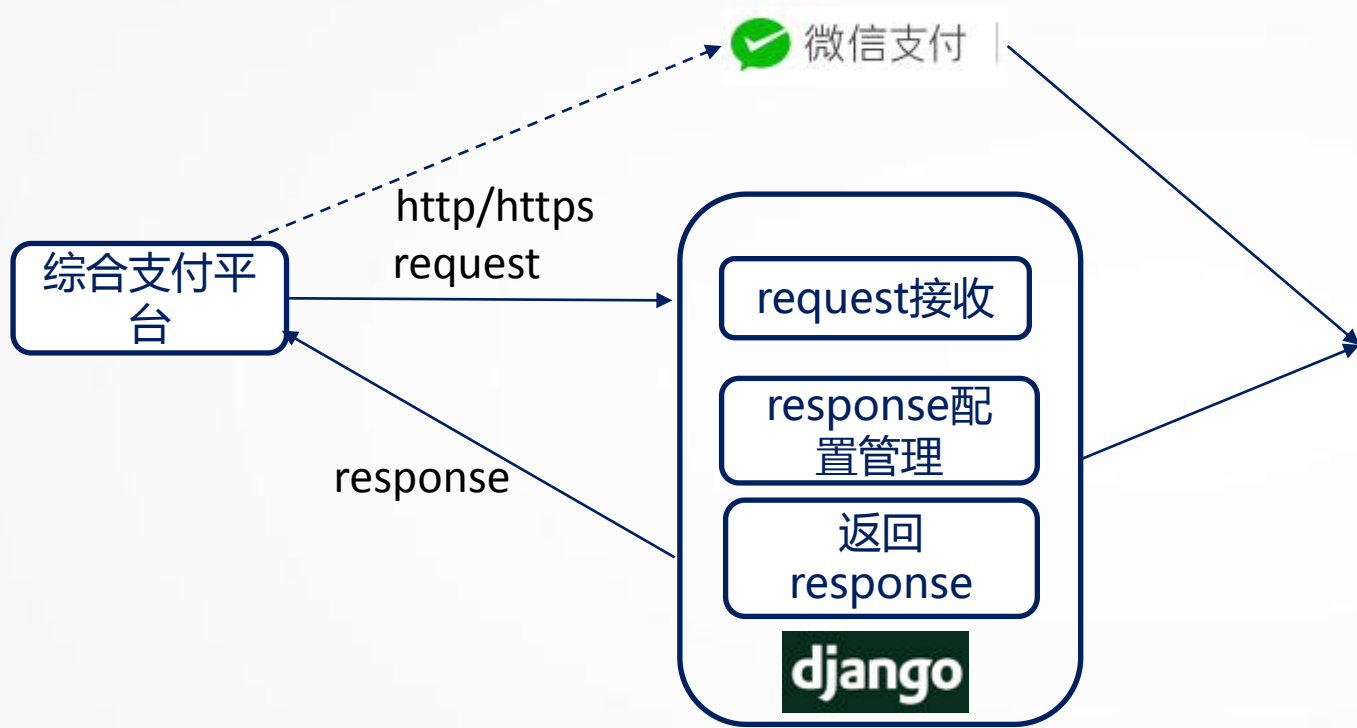 微信支付
http/https
request
综合支付平
台
request接收
response配
置管理
response
返回
response
django